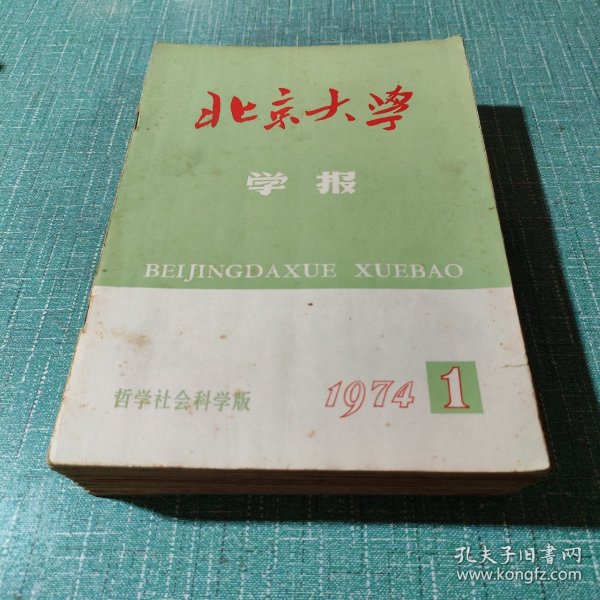 北京大學
学报
BEIJINGDAXUE XUEBAO
哲学社会科学版
1974 1
孔夫子旧书网
www.kongfz.com